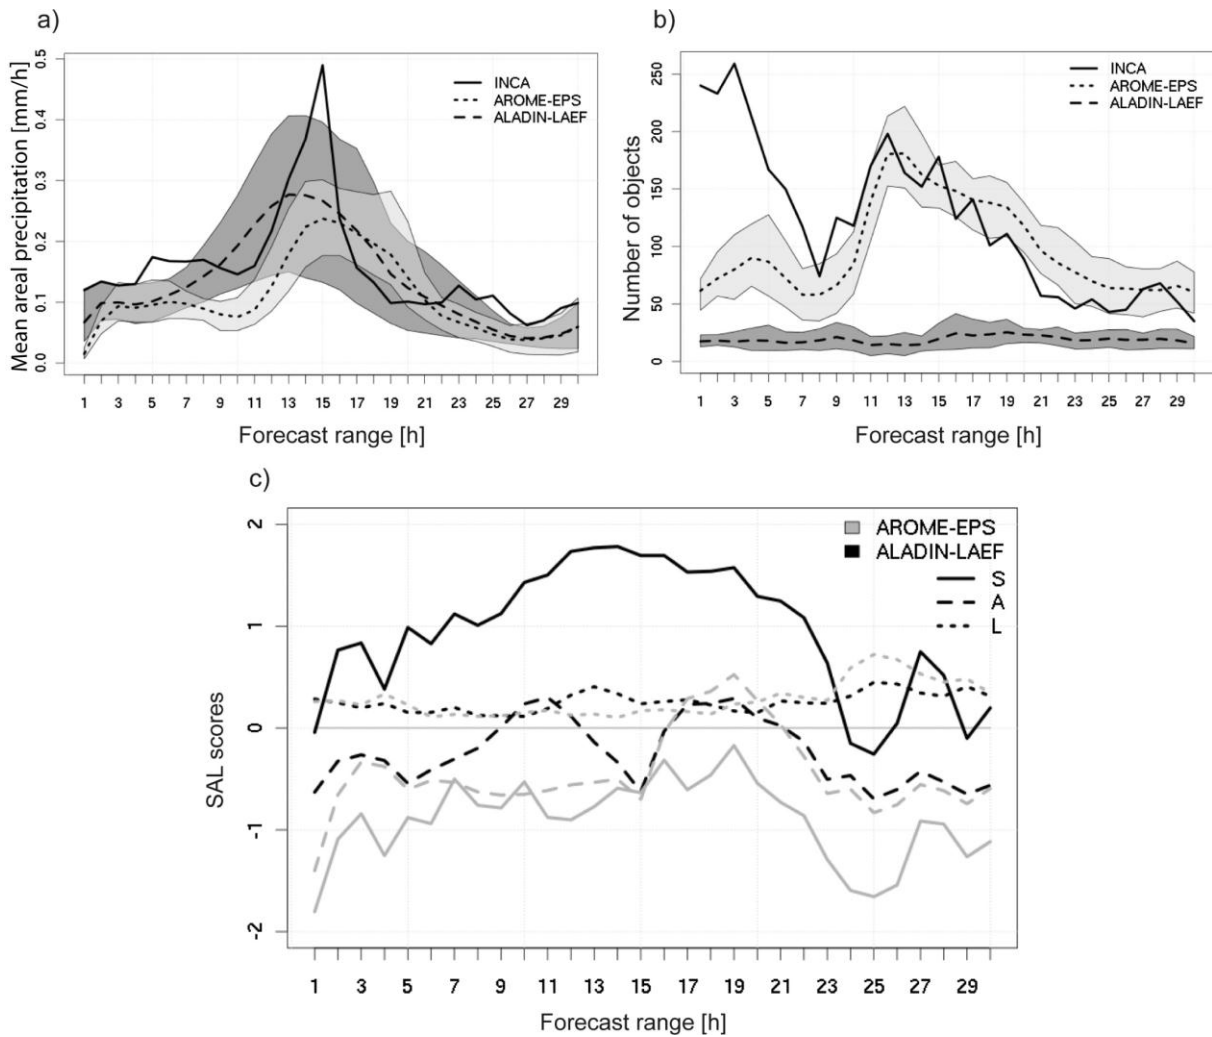 a)
Mean areal precipitation [mm/h]
0.5
0.4
0.3
0.2
0.1
0.0
INCA
AROME-EPS
ALADIN-LAEF
1 3 5 7 9 11 13 15 17 19 21 23 25 27 29
Forecast range [h]
b)
Number of objects
250
200
150
100
50
0
INCA
AROME-EPS
ALADIN-LAEF
1 3 5 7 9 11 13 15 17 19 21 23 25 27 29
Forecast range [h]
c)
SAL scores
2
1
0
-1
-2
AROME-EPS
ALADIN-LAEF
S
A
L
1 3 5 7 9 11 13 15 17 19 21 23 25 27 29
Forecast range [h]